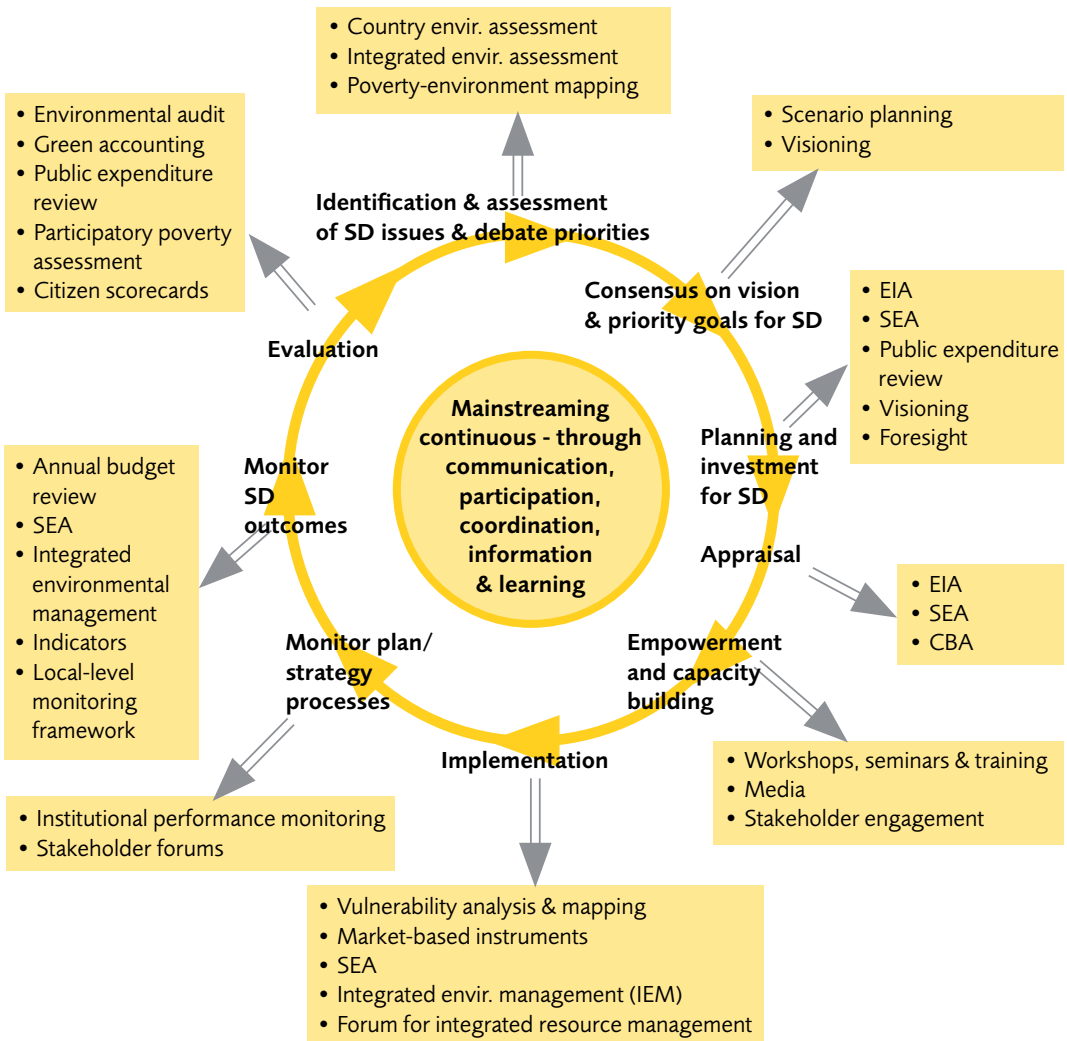 • Country envir. assessment
• Integrated envir. assessment
• Poverty-environment mapping
• Environmental audit
• Green accounting
• Public expenditure
review
• Participatory poverty
assessment
• Citizen scorecards
• Scenario planning
• Visioning
Identification & assessment
of SD issues & debate priorities
Consensus on vision
& priority goals for SD
• EIA
• SEA
• Public expenditure
review
• Visioning
• Foresight
Evaluation
Mainstreaming
continuous - through
communication,
participation,
coordination,
information
& learning
Planning and
investment
for SD
Monitor
SD
outcomes
• Annual budget
review
• SEA
• Integrated
environmental
management
• Indicators
• Local-level
monitoring
framework
Appraisal
• EIA
• SEA
• CBA
Monitor plan/
strategy
processes
Empowerment
and capacity
building
Implementation
• Workshops, seminars & training
• Media
• Stakeholder engagement
• Institutional performance monitoring
• Stakeholder forums
• Vulnerability analysis & mapping
• Market-based instruments
• SEA
• Integrated envir. management (IEM)
• Forum for integrated resource management